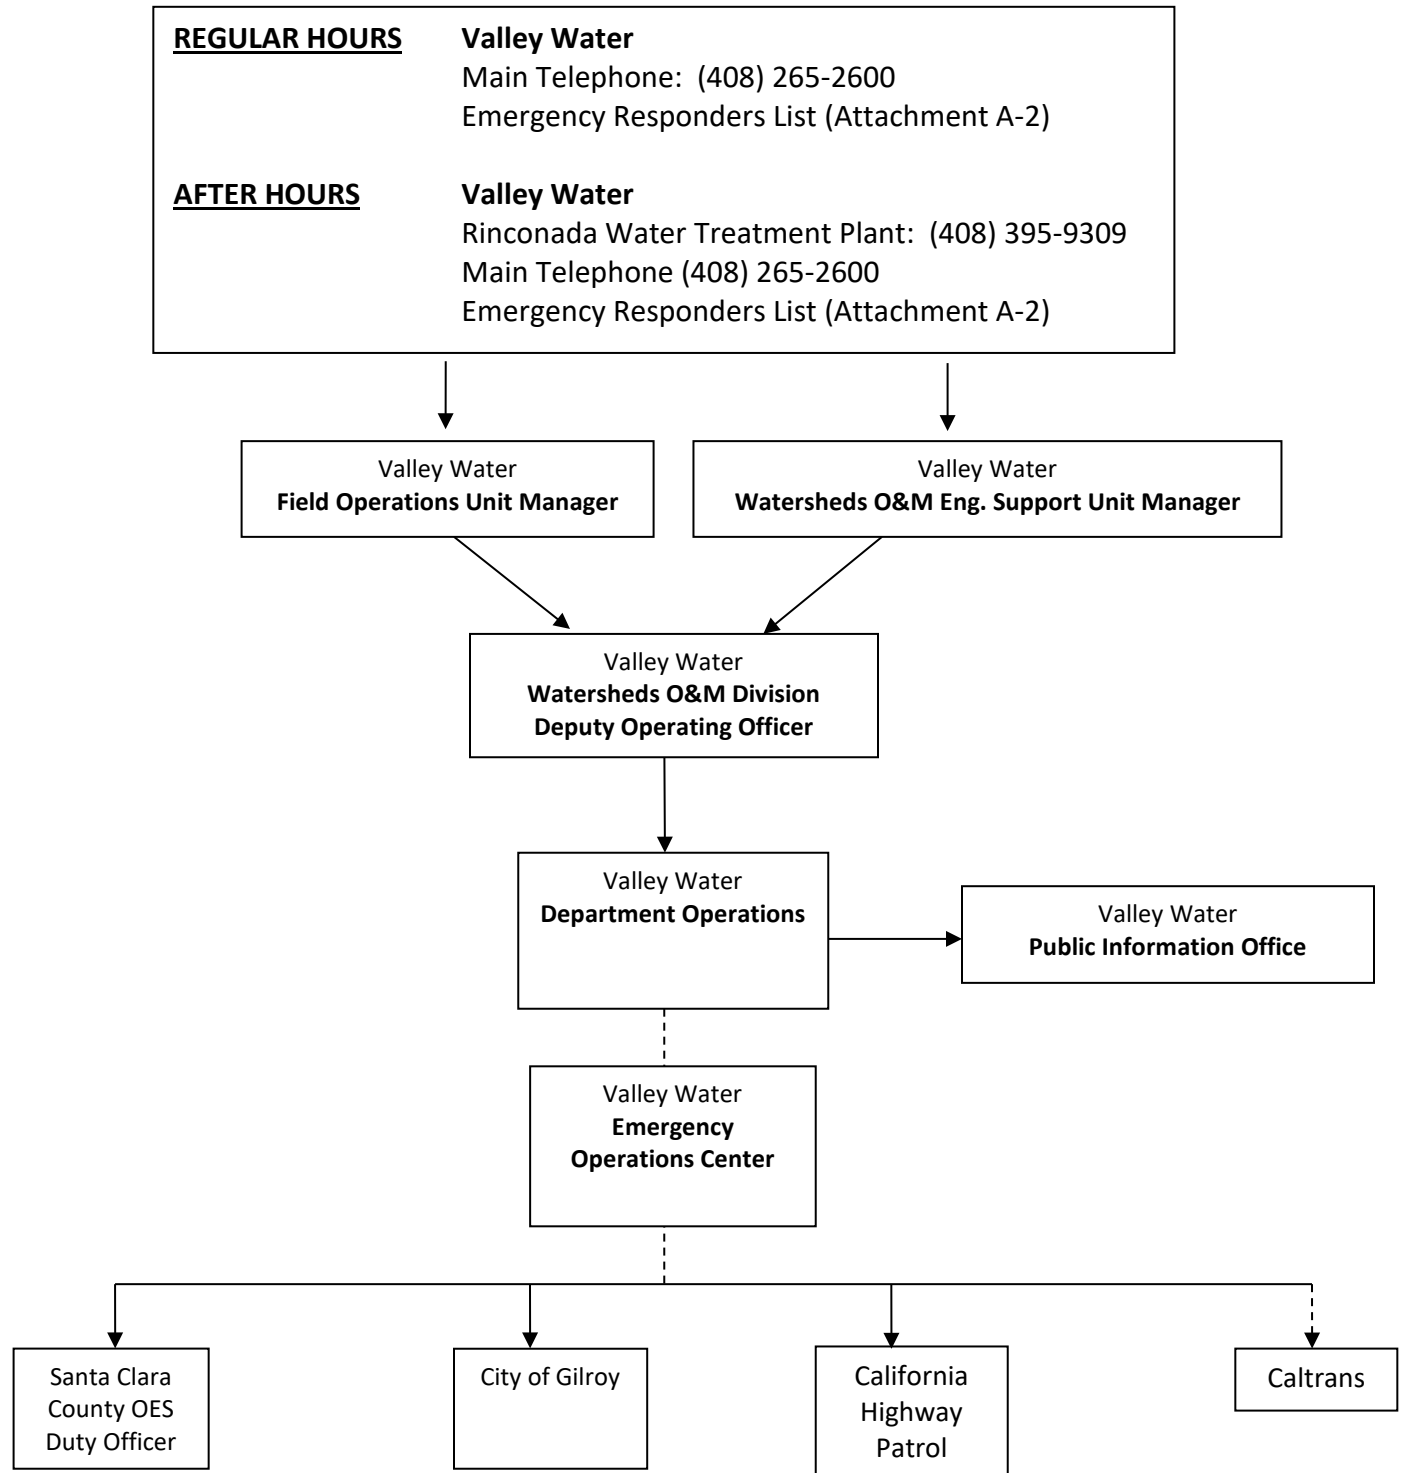 REGULAR HOURS Valley Water
Main Telephone: (408) 265-2600
Emergency Responders List (Attachment A-2)
AFTER HOURS Valley Water
Rinconada Water Treatment Plant: (408) 395-9309
Main Telephone (408) 265-2600
Emergency Responders List (Attachment A-2)
Valley Water
Field Operations Unit Manager
Valley Water
Watersheds O&M Eng. Support Unit Manager
Valley Water
Watersheds O&M Division
Deputy Operating Officer
Valley Water
Department Operations
Valley Water
Public Information Office
Valley Water
Emergency
Operations Center
Santa Clara
County OES
Duty Officer
City of Gilroy
California
Highway
Patrol
Caltrans